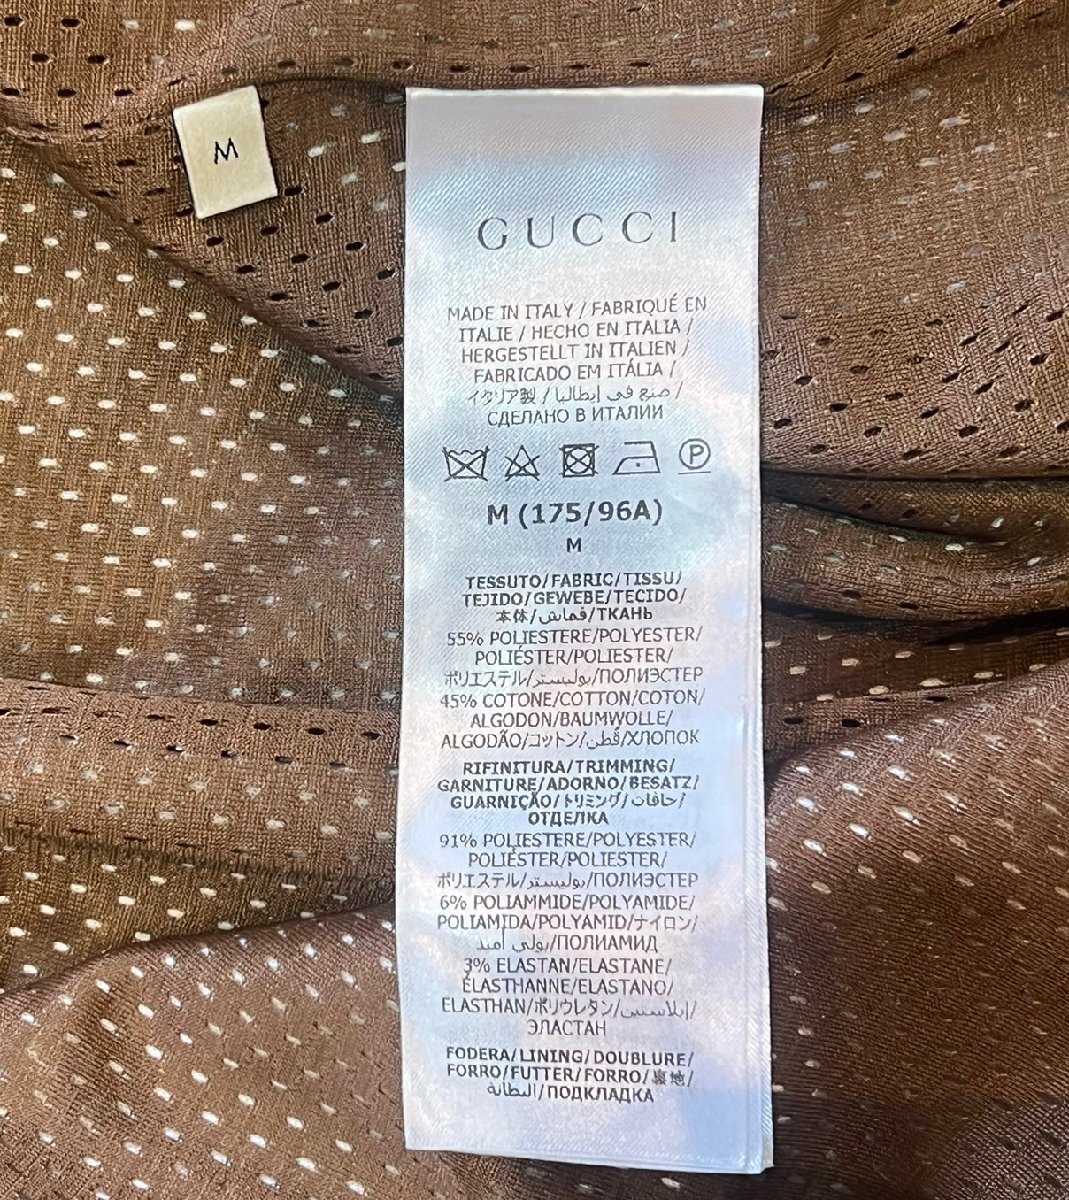 M
GUCCI
MADE IN ITALY / FABRIQUÉ EN
ITALIE / HECHO EN ITALIA /
HERGESTELLT IN ITALIEN /
FABRICADO EM ITÁLIA /
イタリア製 / صنع في إيطاليا /
СДЕЛАНО В ИТАЛИИ
P
M (175/96A)
M
TESSUTO/FABRIC/TISSU/
TEJIDO/GEWEBE/TECIDO/
本体/قماش/ТКАНЬ
55% POLIESTERE/POLYESTER/
POLIÉSTER/POLIESTER/
ポリエステル/بوليستر/ПОЛИЭСТЕР
45% COTONE/COTTON/COTON/
ALGODON/BAUMWOLLE/
ALGODÃO/コットン/قطن/ХЛОПОК
RIFINITURA/TRIMMING/
GARNITURE/ADORNO/BESATZ/
GUARNIÇÃO/トリミング/حافات/
ОТДЕЛКА
91% POLIESTERE/POLYESTER/
POLIÉSTER/POLIESTER/
ポリエステル/بوليستر/ПОЛИЭСТЕР
6% POLIAMMIDE/POLYAMIDE/
POLIAMIDA/POLYAMID/ナイロン/
بولي أميد/ПОЛИАМИД
3% ELASTAN/ELASTANE/
ÉLASTHANNE/ELASTANO/
ELASTHAN/ポリウレタン/إيلاستين/
ЭЛАСТАН
FODERA/LINING/DOUBLURE/
FORRO/FUTTER/FORRO/裏地/
البطانة/ПОДКЛАДКА